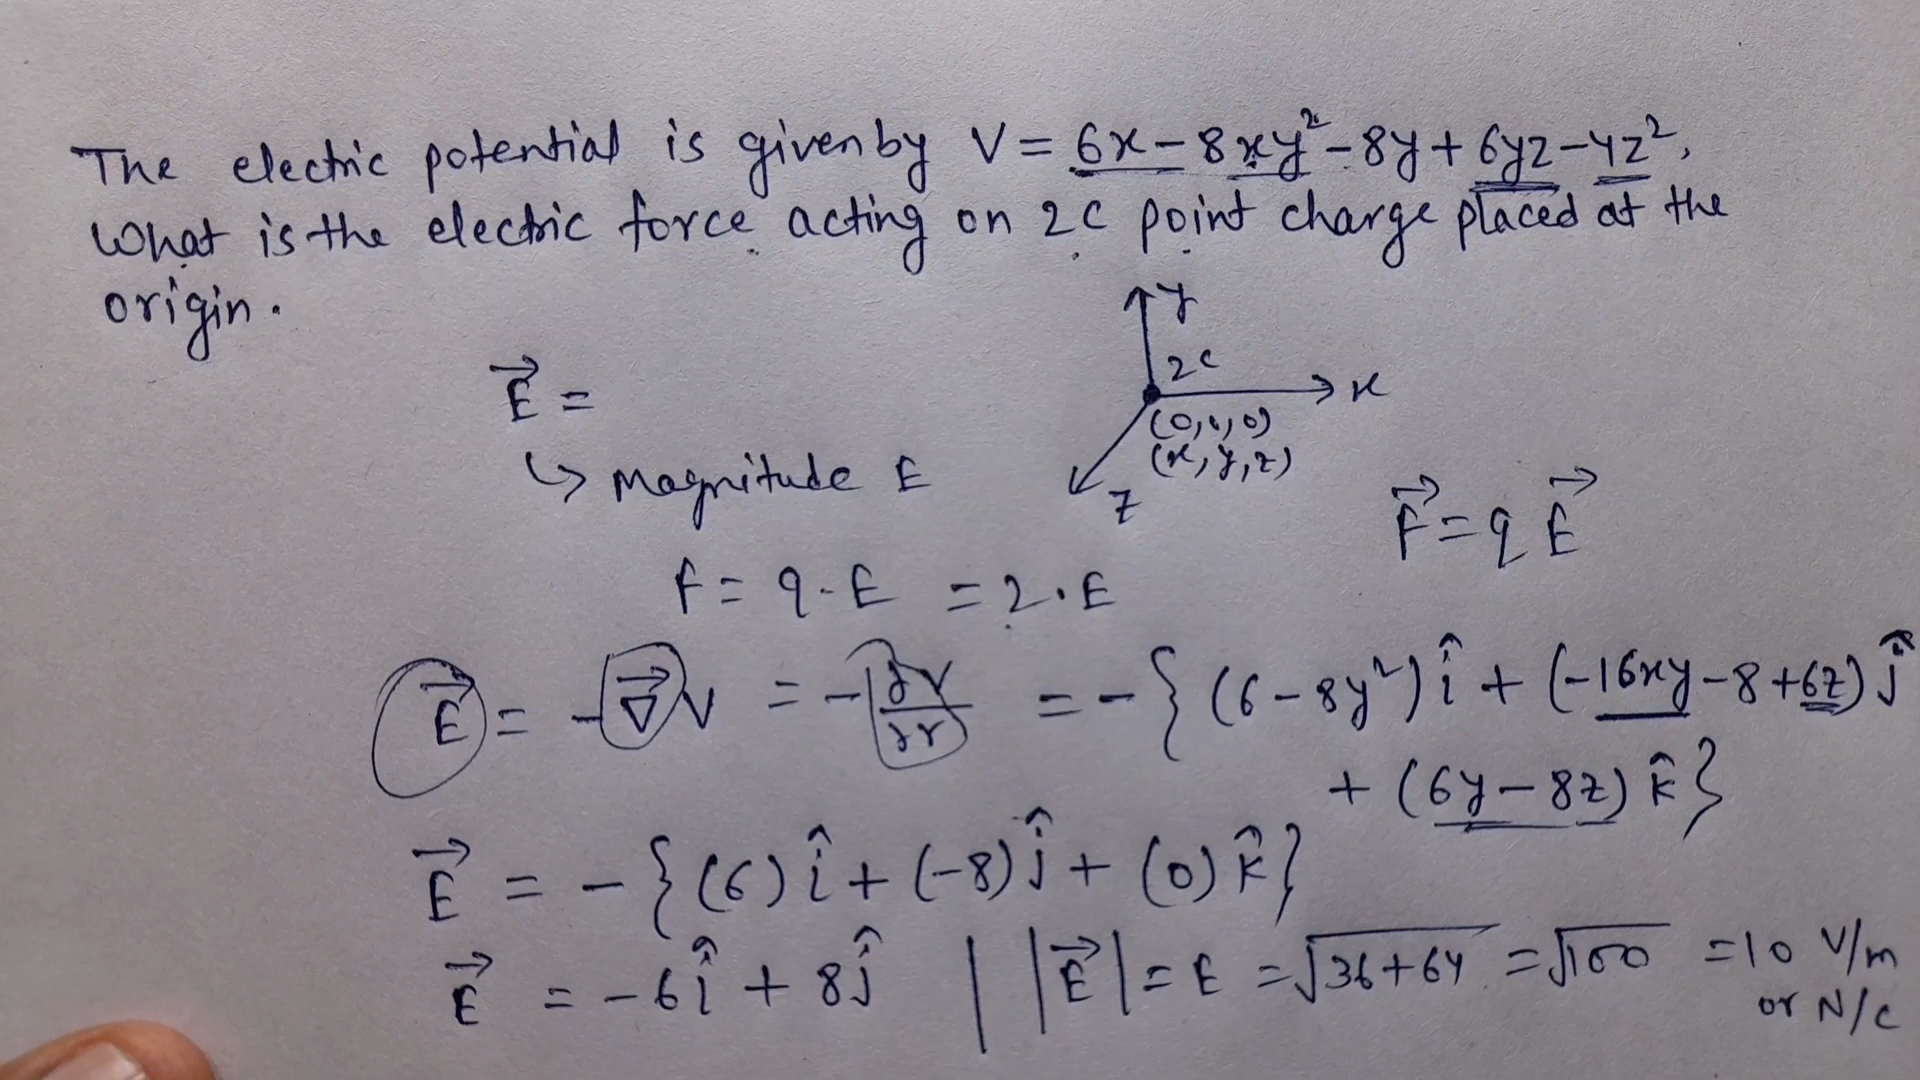 The electric potential is given by V = 6x - 8xy² - 8y + 6yz - 4z²,
What is the electric force acting on 2C point charge placed at the
origin.
y
2C
x
(0,0,0)
(x, y, z)
z
E⃗ =
↳ Magnitude E
F⃗ = q E⃗
F = q · E = 2 · E
E⃗ = -∇⃗V = -∂V/∂r = -{(6 - 8y²) î + (-16xy - 8 + 6z) ĵ
+ (6y - 8z) k̂}
E⃗ = -{(6) î + (-8) ĵ + (0) k̂}
E⃗ = -6î + 8ĵ | |E⃗| = E = √36+64 = √100 = 10 V/m
or N/C